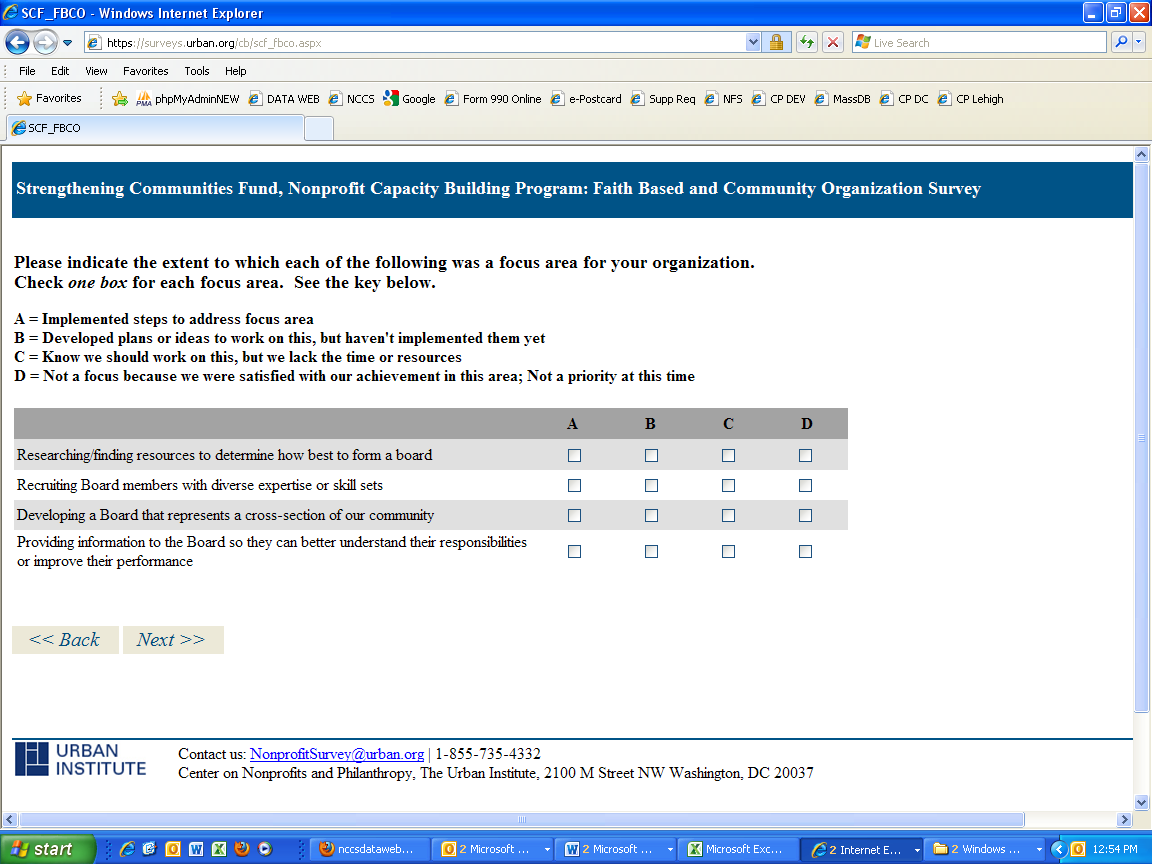 SCF_FBCO - Windows Internet Explorer
https://surveys.urban.org/cb/scf_fbco.aspx
Live Search
File Edit View Favorites Tools Help
Favorites PMA phpMyAdminNEW DATA WEB NCCS Google Form 990 Online e-Postcard Supp Req NFS CP DEV MassDB CP DC CP Lehigh
SCF_FBCO
Strengthening Communities Fund, Nonprofit Capacity Building Program: Faith Based and Community Organization Survey
Please indicate the extent to which each of the following was a focus area for your organization.
Check one box for each focus area.  See the key below.
A = Implemented steps to address focus area
B = Developed plans or ideas to work on this, but haven't implemented them yet
C = Know we should work on this, but we lack the time or resources
D = Not a focus because we were satisfied with our achievement in this area; Not a priority at this time
A B C D
Researching/finding resources to determine how best to form a board
Recruiting Board members with diverse expertise or skill sets
Developing a Board that represents a cross-section of our community
Providing information to the Board so they can better understand their responsibilities
or improve their performance
<< Back Next >>
URBAN
INSTITUTE
Contact us: NonprofitSurvey@urban.org | 1-855-735-4332
Center on Nonprofits and Philanthropy, The Urban Institute, 2100 M Street NW Washington, DC 20037
start nccsdataweb... 2 Microsoft ... 2 Microsoft ... Microsoft Exc... 2 Internet E... 2 Windows ... 12:54 PM